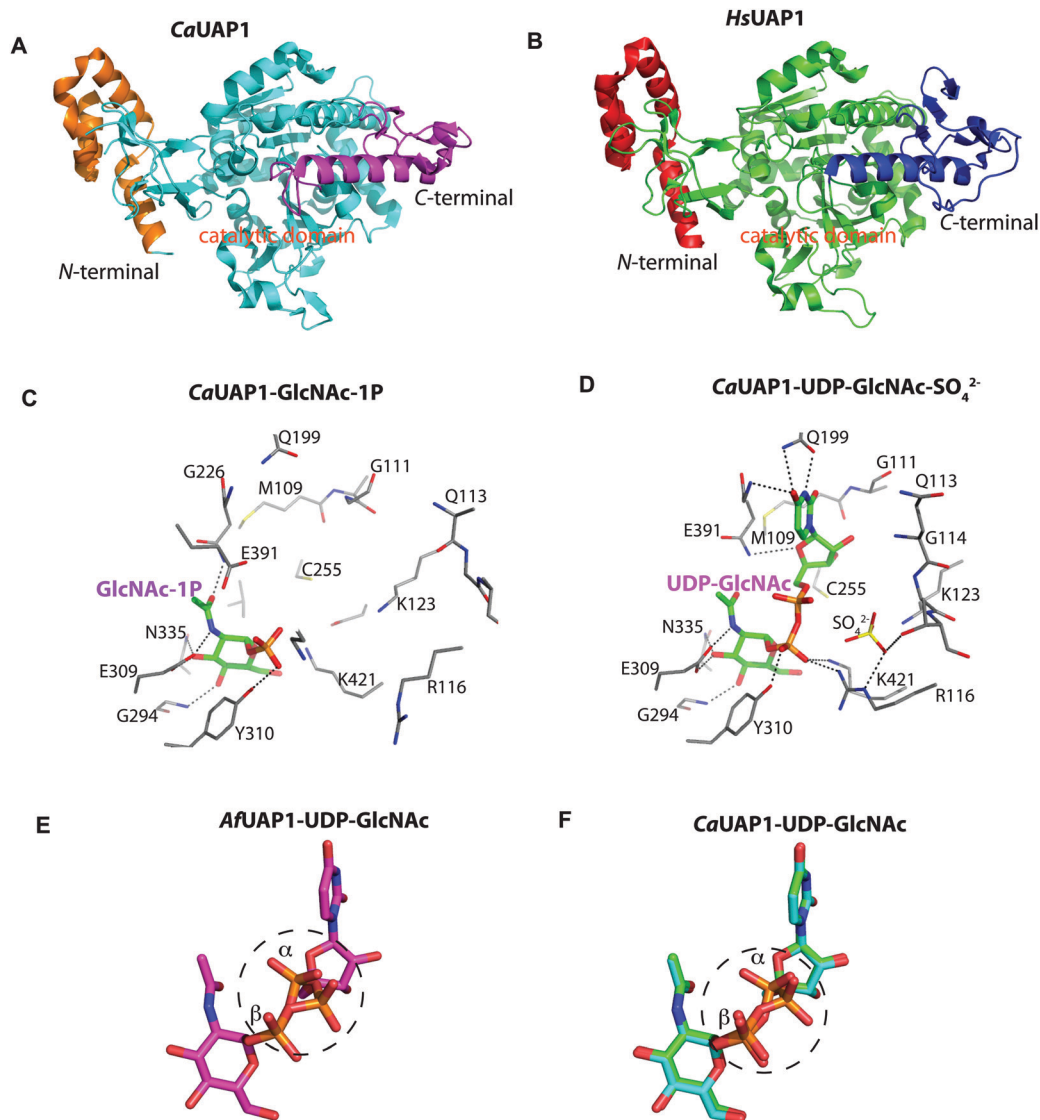 A
CaUAP1
C-terminal
catalytic domain
N-terminal
B
HsUAP1
C-terminal
catalytic domain
N-terminal
C
CaUAP1-GlcNAc-1P
Q199
G226
G111
M109
Q113
E391
C255
GlcNAc-1P
K123
N335
E309
K421
R116
G294
Y310
D
CaUAP1-UDP-GlcNAc-SO₄²⁻
Q199
G111
Q113
E391
M109
G114
C255
UDP-GlcNAc
K123
SO₄²⁻
N335
E309
K421
R116
G294
Y310
E
AfUAP1-UDP-GlcNAc
α
β
F
CaUAP1-UDP-GlcNAc
α
β